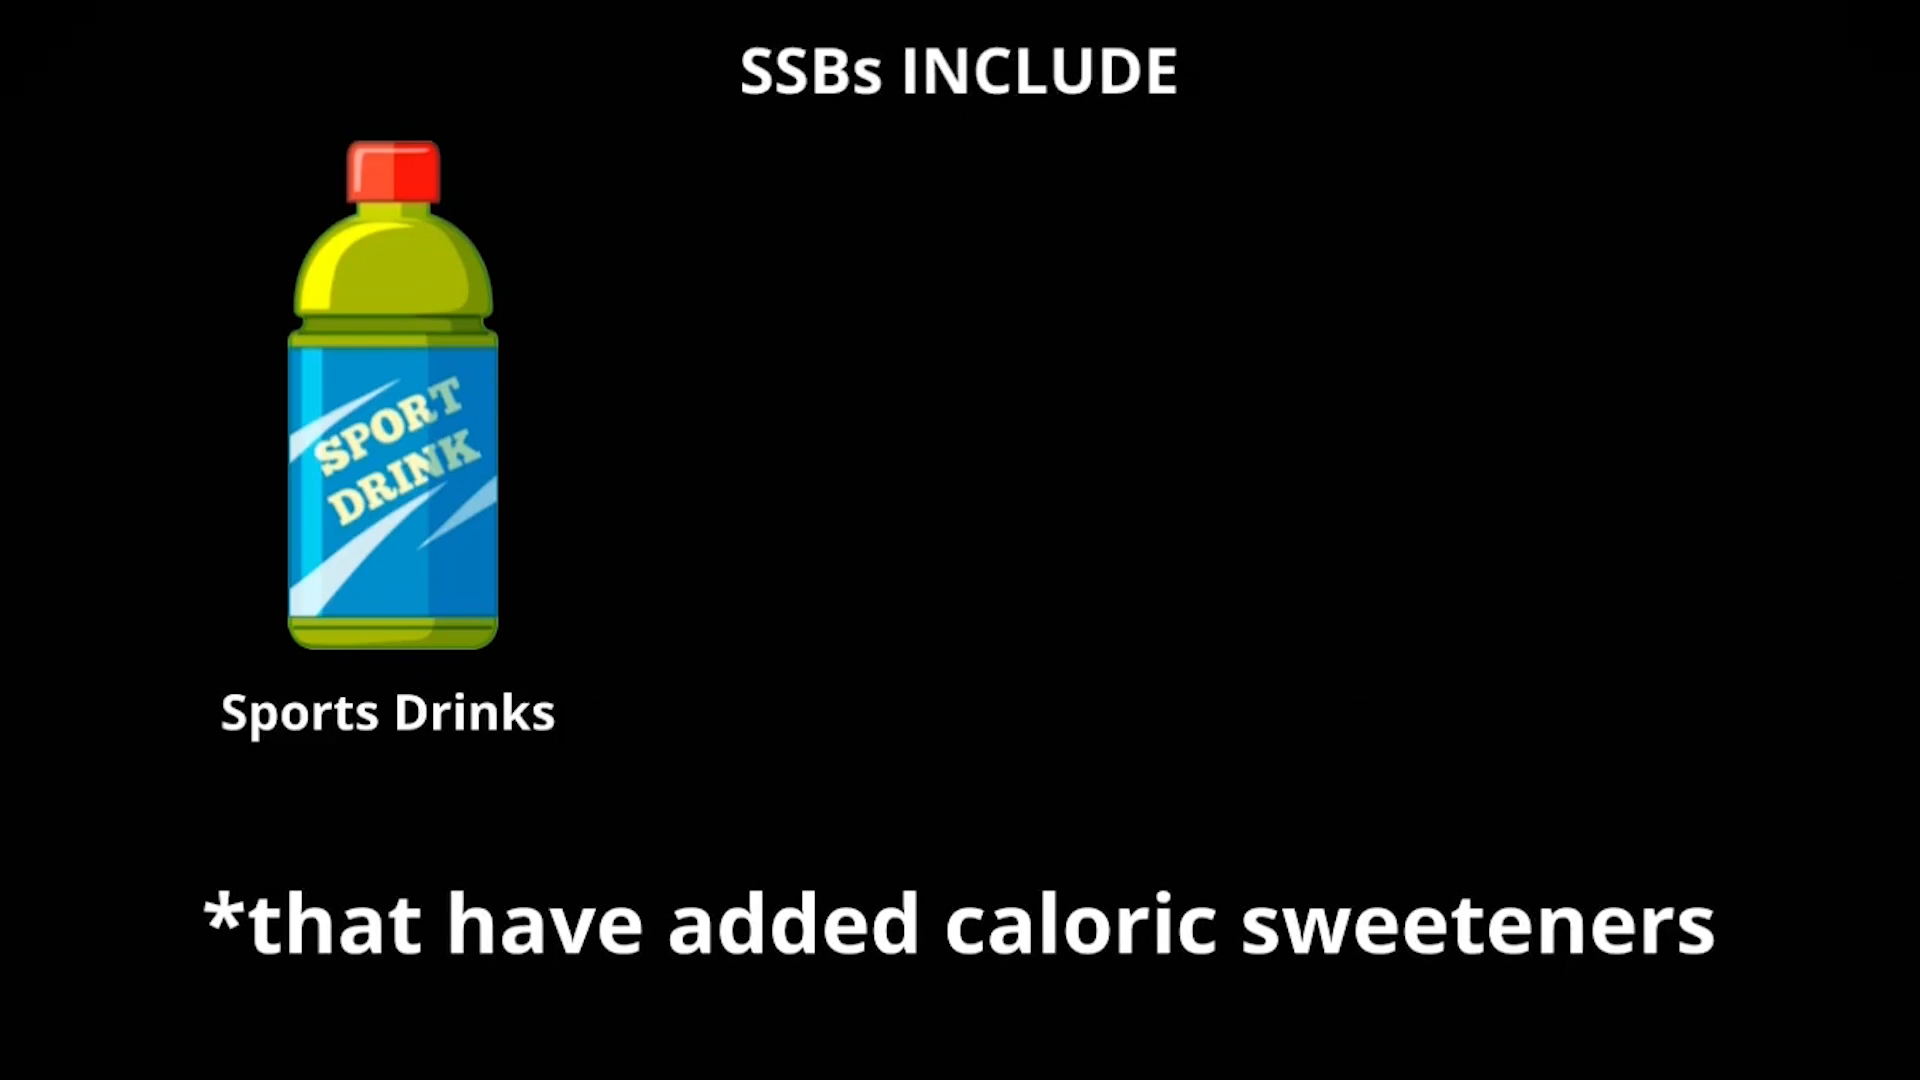 SSBs INCLUDE
SPORT
DRINK
Sports Drinks
*that have added caloric sweeteners